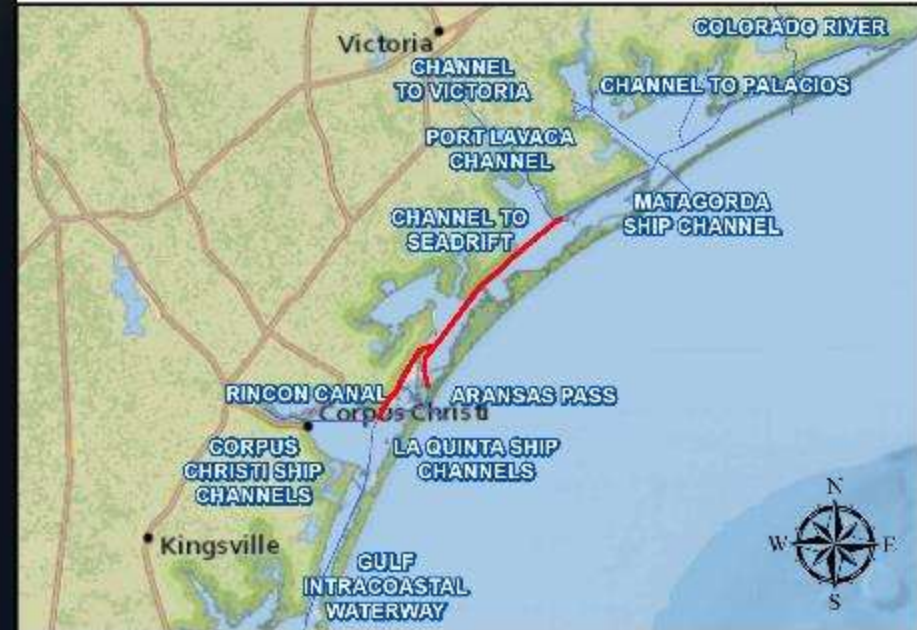 COLORADO RIVER
Victoria
CHANNEL
TO VICTORIA
CHANNEL TO PALACIOS
PORT LAVACA
CHANNEL
MATAGORDA
SHIP CHANNEL
CHANNEL TO
SEADRIFT
RINCON CANAL
ARANSAS PASS
Corpus Christi
CORPUS
CHRISTI SHIP
CHANNELS
LA QUINTA SHIP
CHANNELS
Kingsville
GULF
INTRACOASTAL
WATERWAY
N
W
E
S